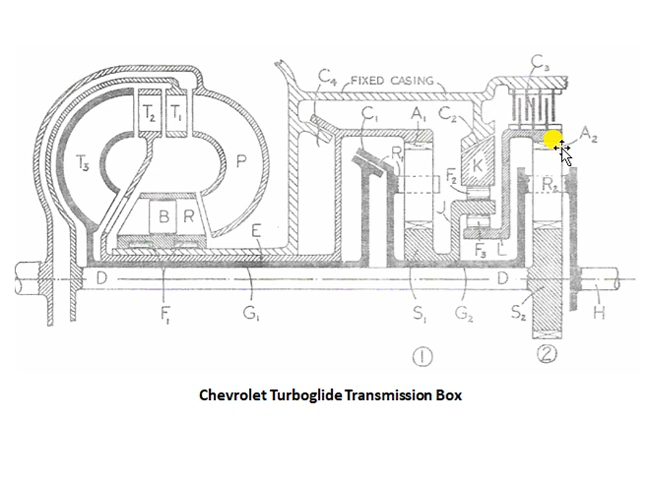 C4
FIXED CASING
C3
C1
A1
C2
A2
T2
T1
T3
P
R1
K
F2
R2
B
R
J
E
F3
L
D
D
F1
G1
S1
G2
S2
H
1
2
Chevrolet Turboglide Transmission Box